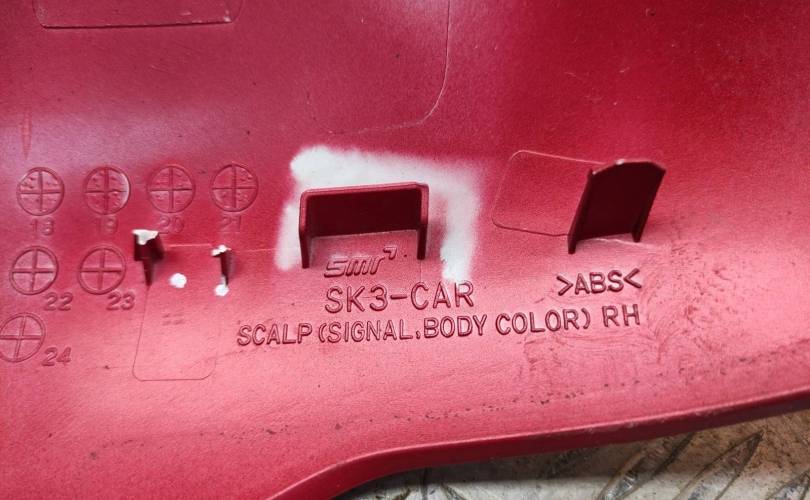 18 19 20 21
22 23
24
smr
SK3-CAR
>ABS<
SCALP (SIGNAL.BODY COLOR) RH